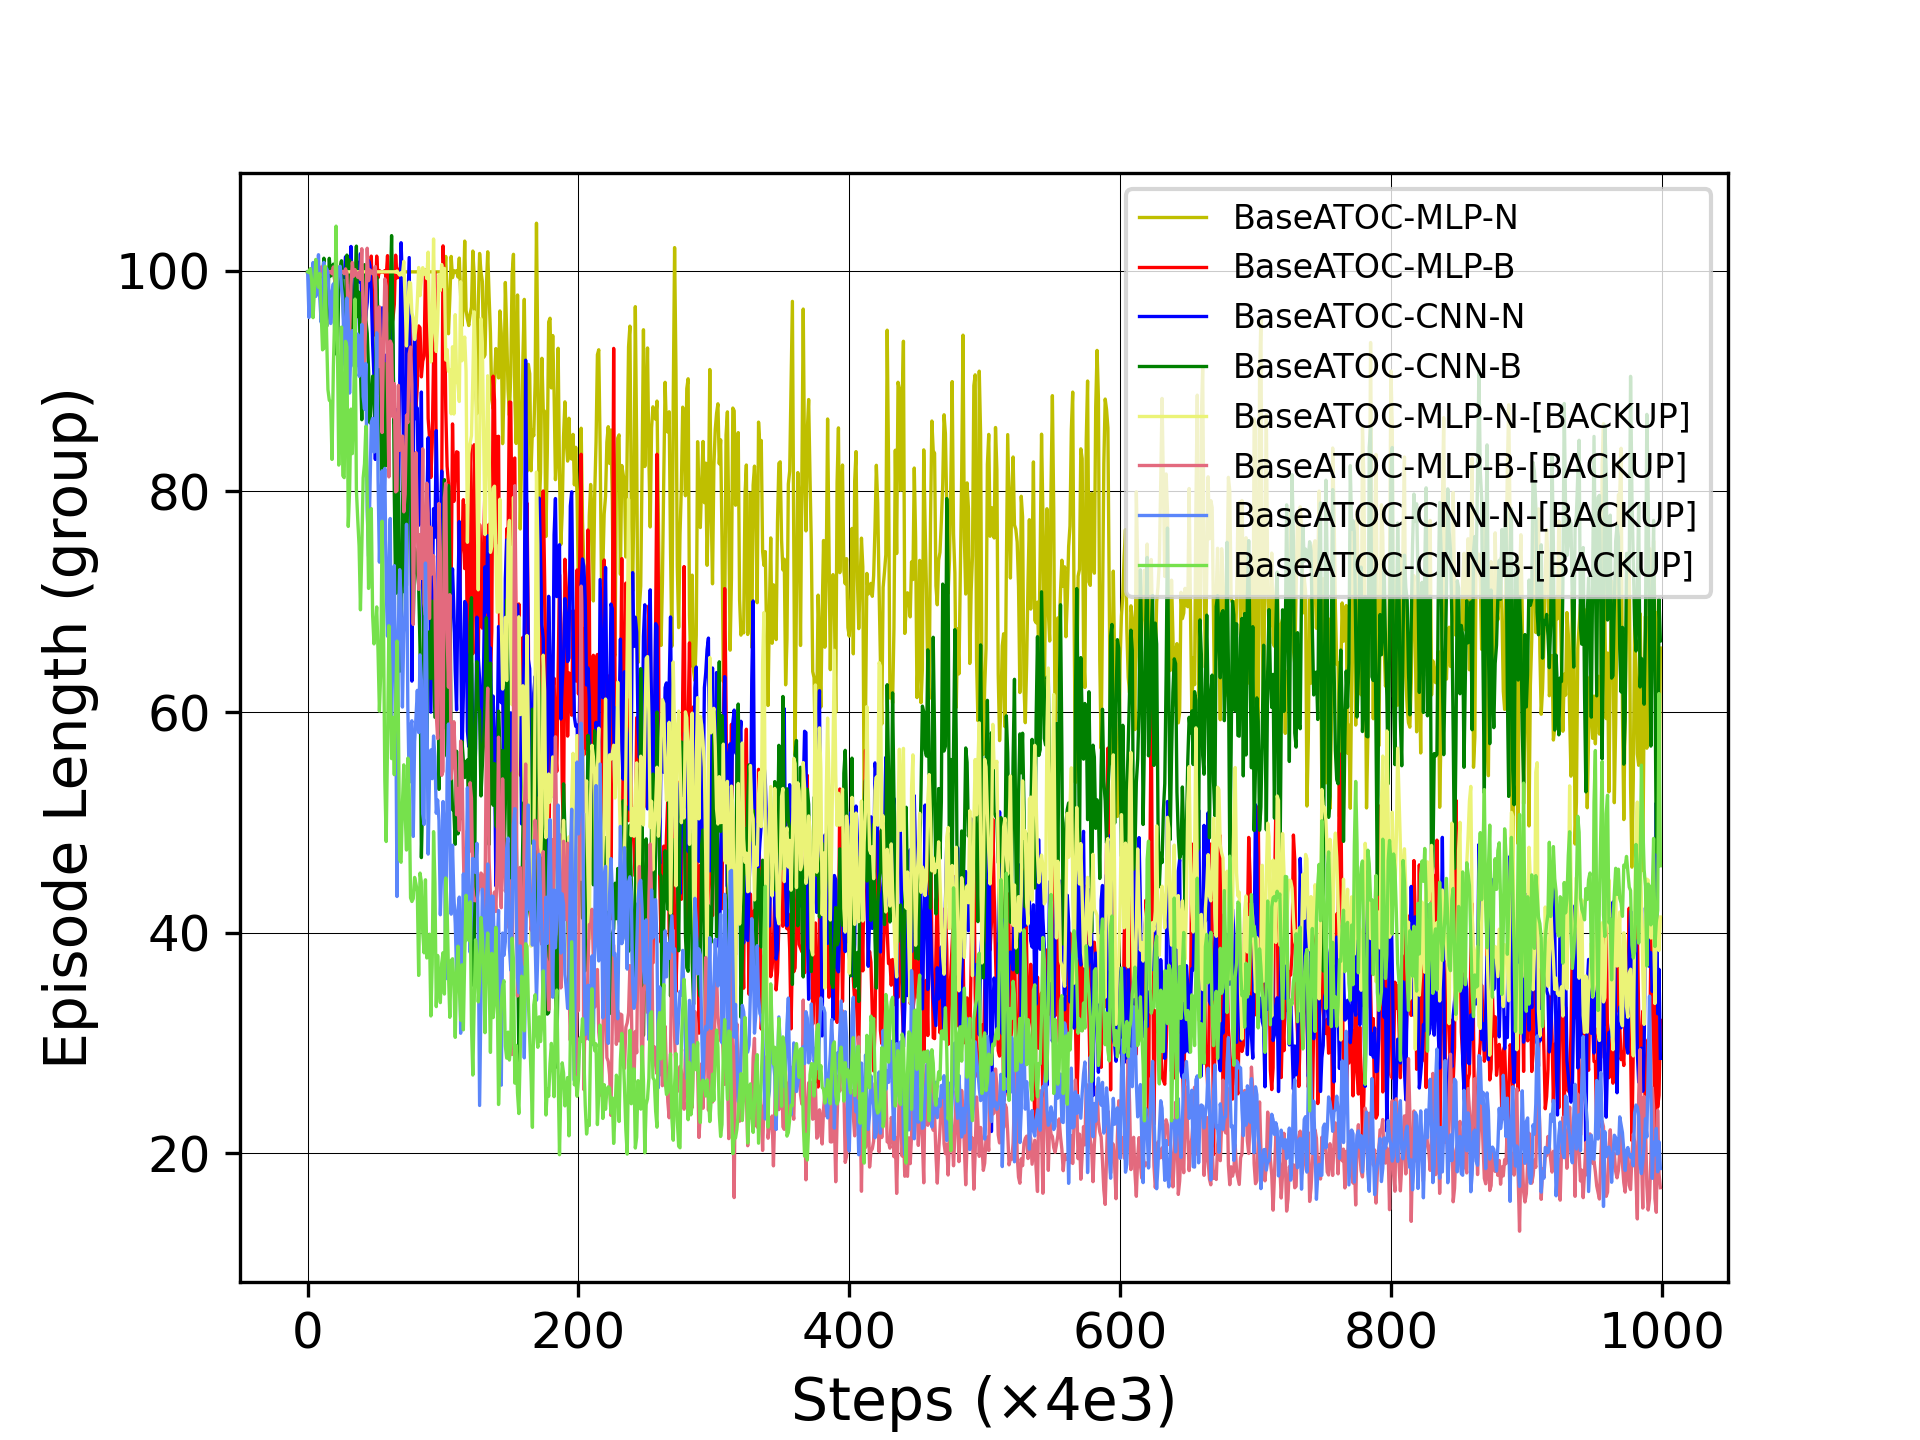 BaseATOC-MLP-N
BaseATOC-MLP-B
BaseATOC-CNN-N
BaseATOC-CNN-B
BaseATOC-MLP-N-[BACKUP]
BaseATOC-MLP-B-[BACKUP]
BaseATOC-CNN-N-[BACKUP]
BaseATOC-CNN-B-[BACKUP]
Episode Length (group)
100
80
60
40
20
0 200 400 600 800 1000
Steps (×4e3)